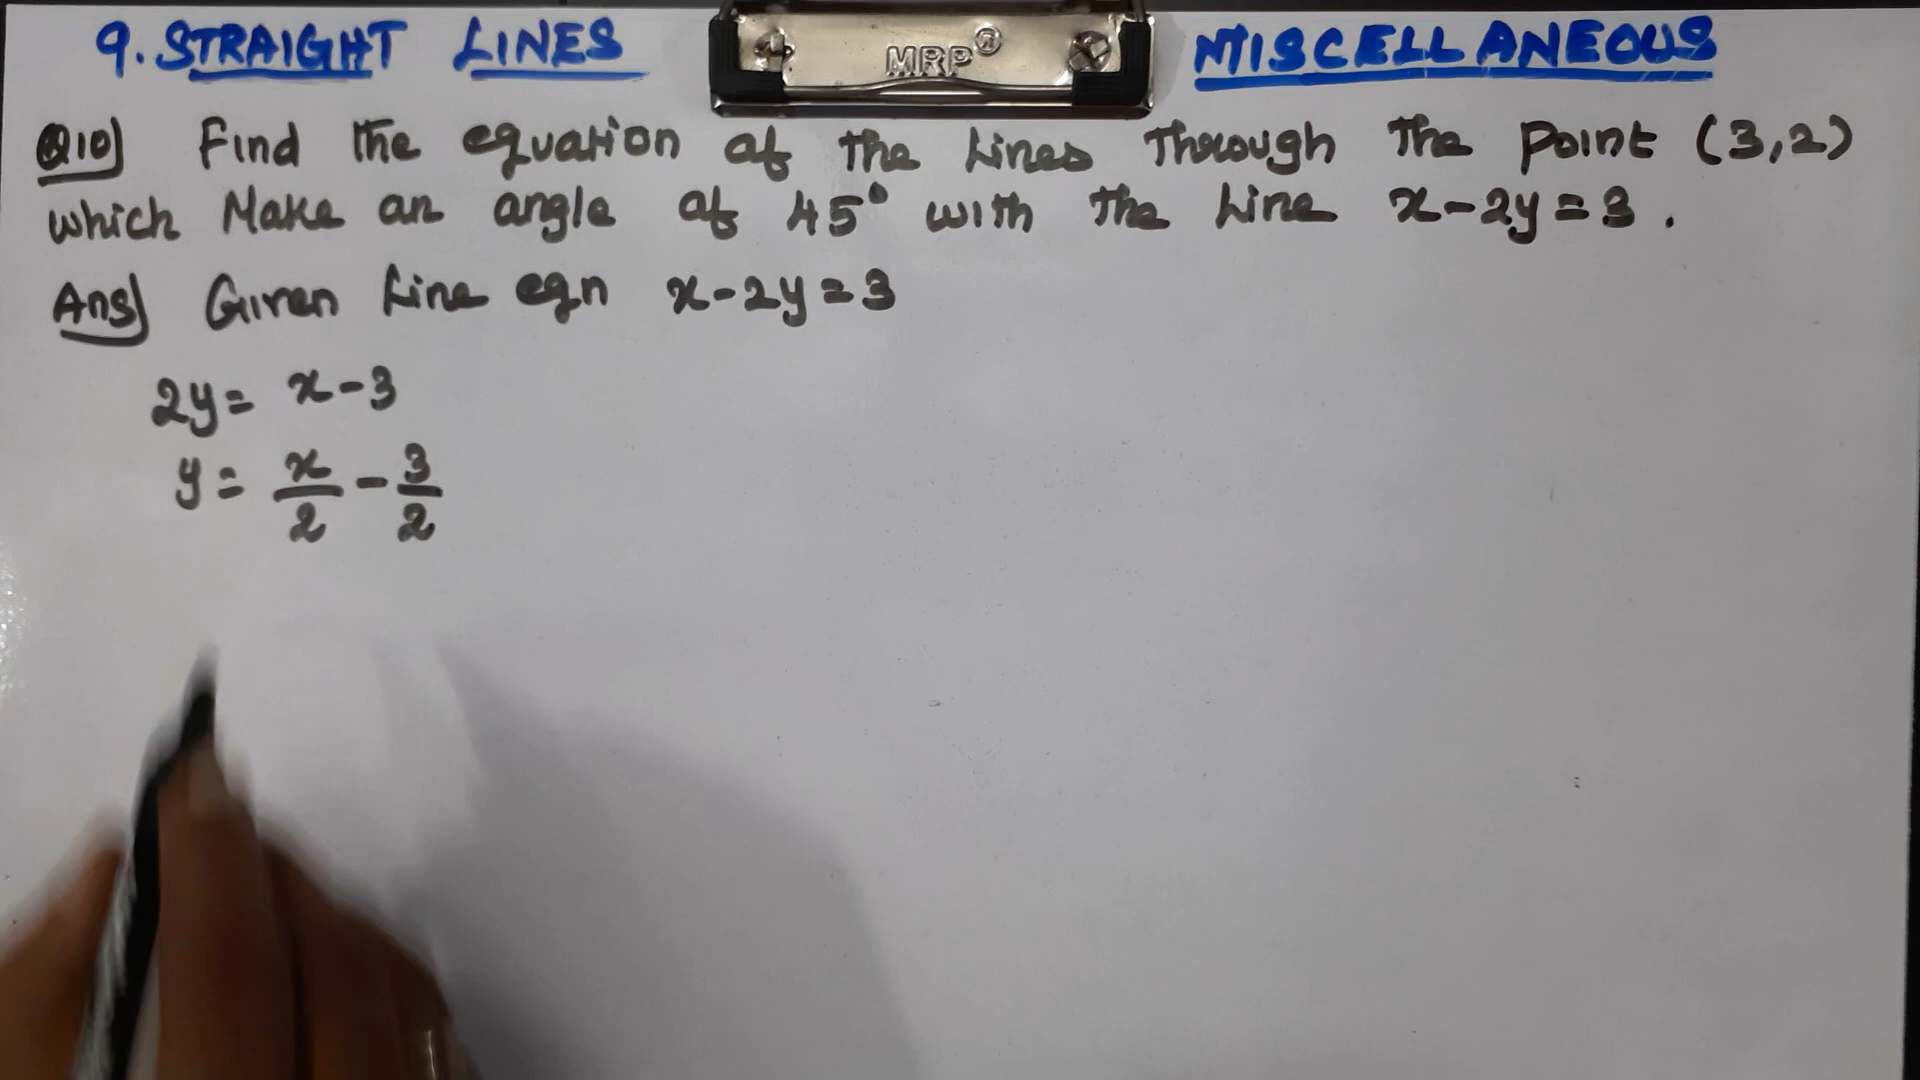 9. STRAIGHT LINES
MRP®
MISCELLANEOUS
Q10] Find the equation of the lines through the point (3,2)
which Make an angle of 45° with the line x-2y=3.
Ans] Given line eqn x-2y=3
2y= x-3
y= x/2 - 3/2